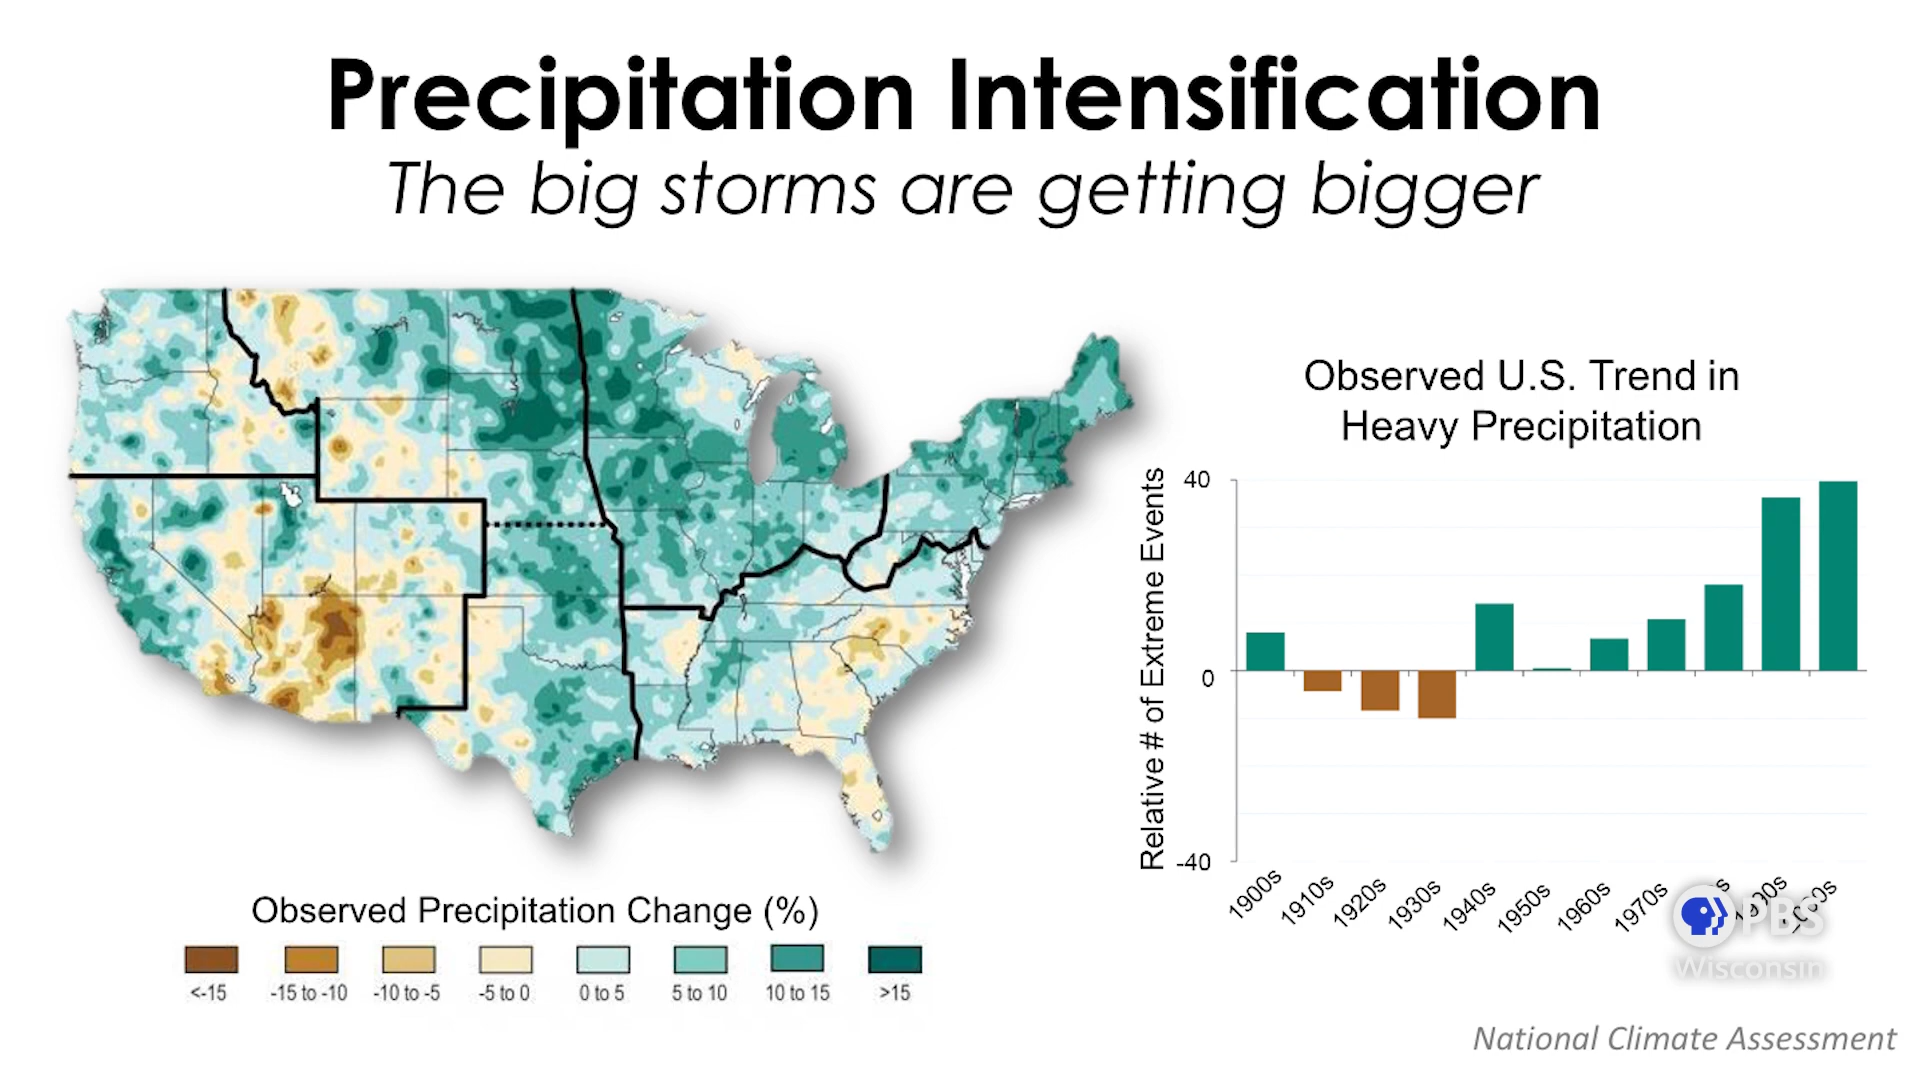 Precipitation Intensification
The big storms are getting bigger
Observed U.S. Trend in
Heavy Precipitation
Relative # of Extreme Events
40
0
-40
1900s
1910s
1920s
1930s
1940s
1950s
1960s
1970s
Observed Precipitation Change (%)
<-15
-15 to -10
-10 to -5
-5 to 0
0 to 5
5 to 10
10 to 15
>15
PBS
Wisconsin
National Climate Assessment